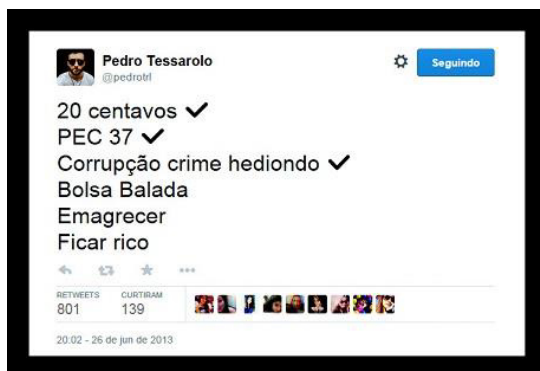 Pedro Tessarolo
@pedrotrl
Seguindo
20 centavos ✔
PEC 37 ✔
Corrupção crime hediondo ✔
Bolsa Balada
Emagrecer
Ficar rico
RETWEETS CURTIRAM
801 139
20:02 - 26 de jun de 2013